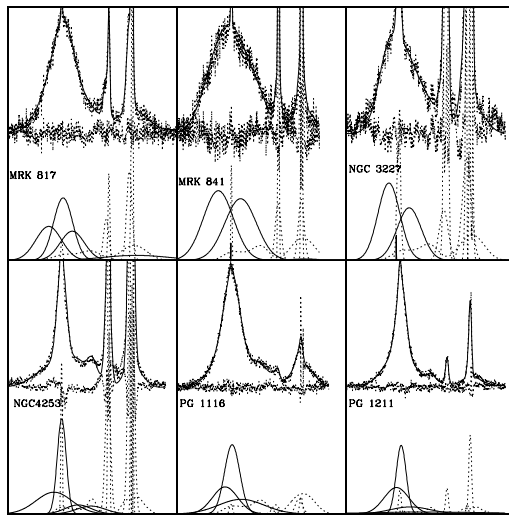 MRK 817
MRK 841
NGC 3227
NGC4253
PG 1116
PG 1211